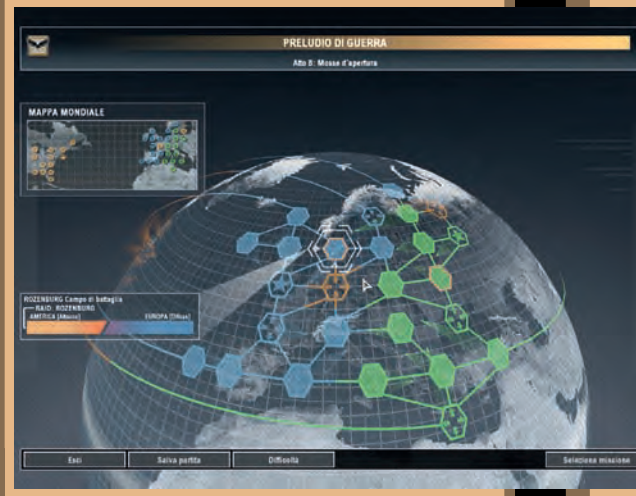 PRELUDIO DI GUERRA
Atto II: Mosse d'apertura
MAPPA MONDIALE
ROZENBURG Campo di battaglia
RAID: ROZENBURG
AMERICA [Attacco]
EUROPA [Difesa]
Esci
Salva partita
Difficoltà
Selezione missione